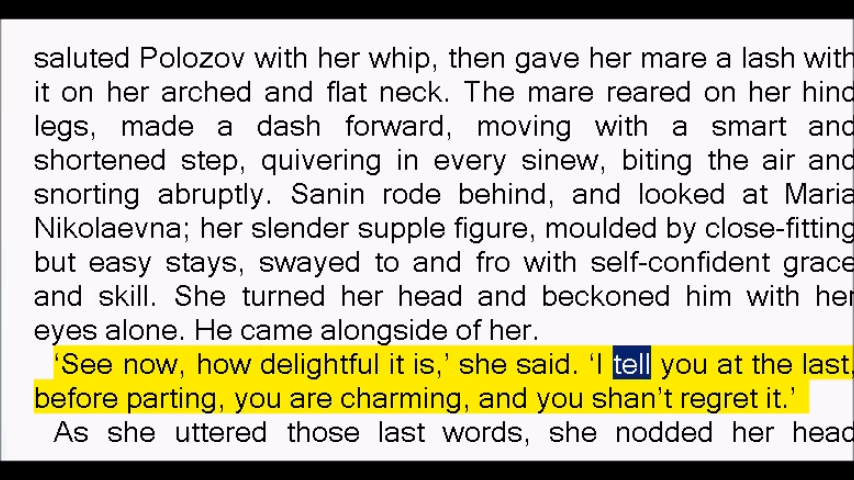 saluted Polozov with her whip, then gave her mare a lash with
it on her arched and flat neck. The mare reared on her hind
legs, made a dash forward, moving with a smart and
shortened step, quivering in every sinew, biting the air and
snorting abruptly. Sanin rode behind, and looked at Maria
Nikolaevna; her slender supple figure, moulded by close-fitting
but easy stays, swayed to and fro with self-confident grace
and skill. She turned her head and beckoned him with her
eyes alone. He came alongside of her.
‘See now, how delightful it is,’ she said. ‘I tell you at the last,
before parting, you are charming, and you shan’t regret it.’
As she uttered those last words, she nodded her head